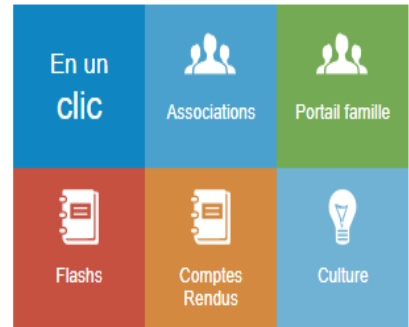 En un
clic
Associations
Portail famille
Flashs
Comptes
Rendus
Culture